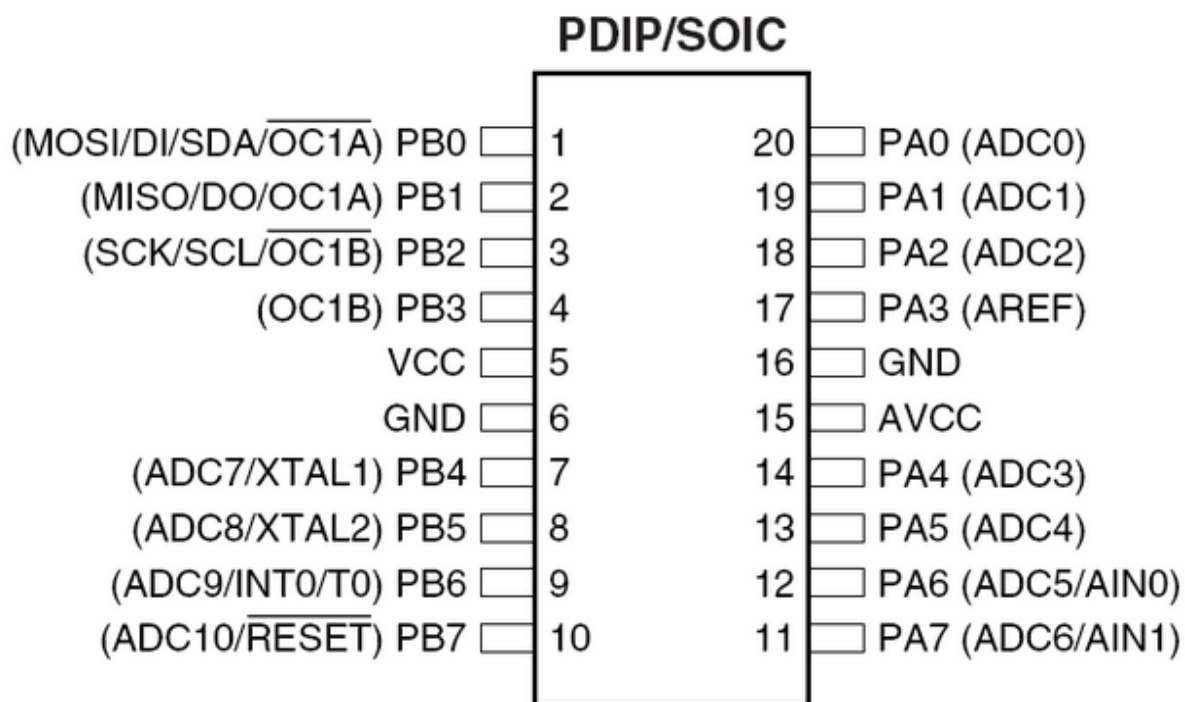 PDIP/SOIC
(MOSI/DI/SDA/OC1A) PB0 1 20 PA0 (ADC0)
(MISO/DO/OC1A) PB1 2 19 PA1 (ADC1)
(SCK/SCL/OC1B) PB2 3 18 PA2 (ADC2)
(OC1B) PB3 4 17 PA3 (AREF)
VCC 5 16 GND
GND 6 15 AVCC
(ADC7/XTAL1) PB4 7 14 PA4 (ADC3)
(ADC8/XTAL2) PB5 8 13 PA5 (ADC4)
(ADC9/INT0/T0) PB6 9 12 PA6 (ADC5/AIN0)
(ADC10/RESET) PB7 10 11 PA7 (ADC6/AIN1)